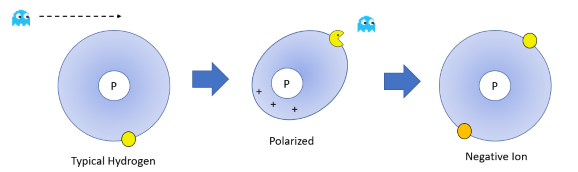 P
Typical Hydrogen
P
+
+
+
Polarized
P
Negative Ion